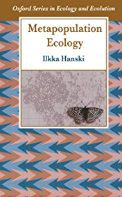 Oxford Series in Ecology and Evolution
Metapopulation
Ecology
Ilkka Hanski